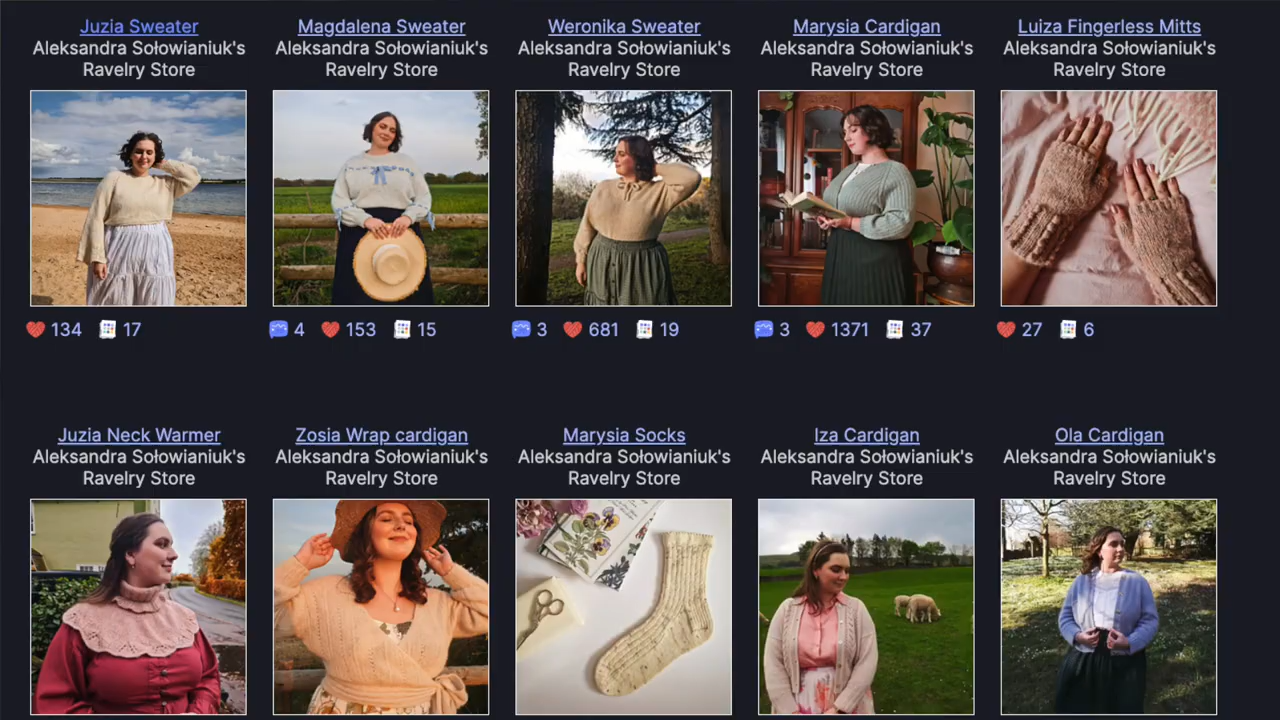 Juzia Sweater
Aleksandra Sołowianiuk's
Ravelry Store
134 17
Magdalena Sweater
Aleksandra Sołowianiuk's
Ravelry Store
4 153 15
Weronika Sweater
Aleksandra Sołowianiuk's
Ravelry Store
3 681 19
Marysia Cardigan
Aleksandra Sołowianiuk's
Ravelry Store
3 1371 37
Luiza Fingerless Mitts
Aleksandra Sołowianiuk's
Ravelry Store
27 6
Juzia Neck Warmer
Aleksandra Sołowianiuk's
Ravelry Store
Zosia Wrap cardigan
Aleksandra Sołowianiuk's
Ravelry Store
Marysia Socks
Aleksandra Sołowianiuk's
Ravelry Store
Iza Cardigan
Aleksandra Sołowianiuk's
Ravelry Store
Ola Cardigan
Aleksandra Sołowianiuk's
Ravelry Store